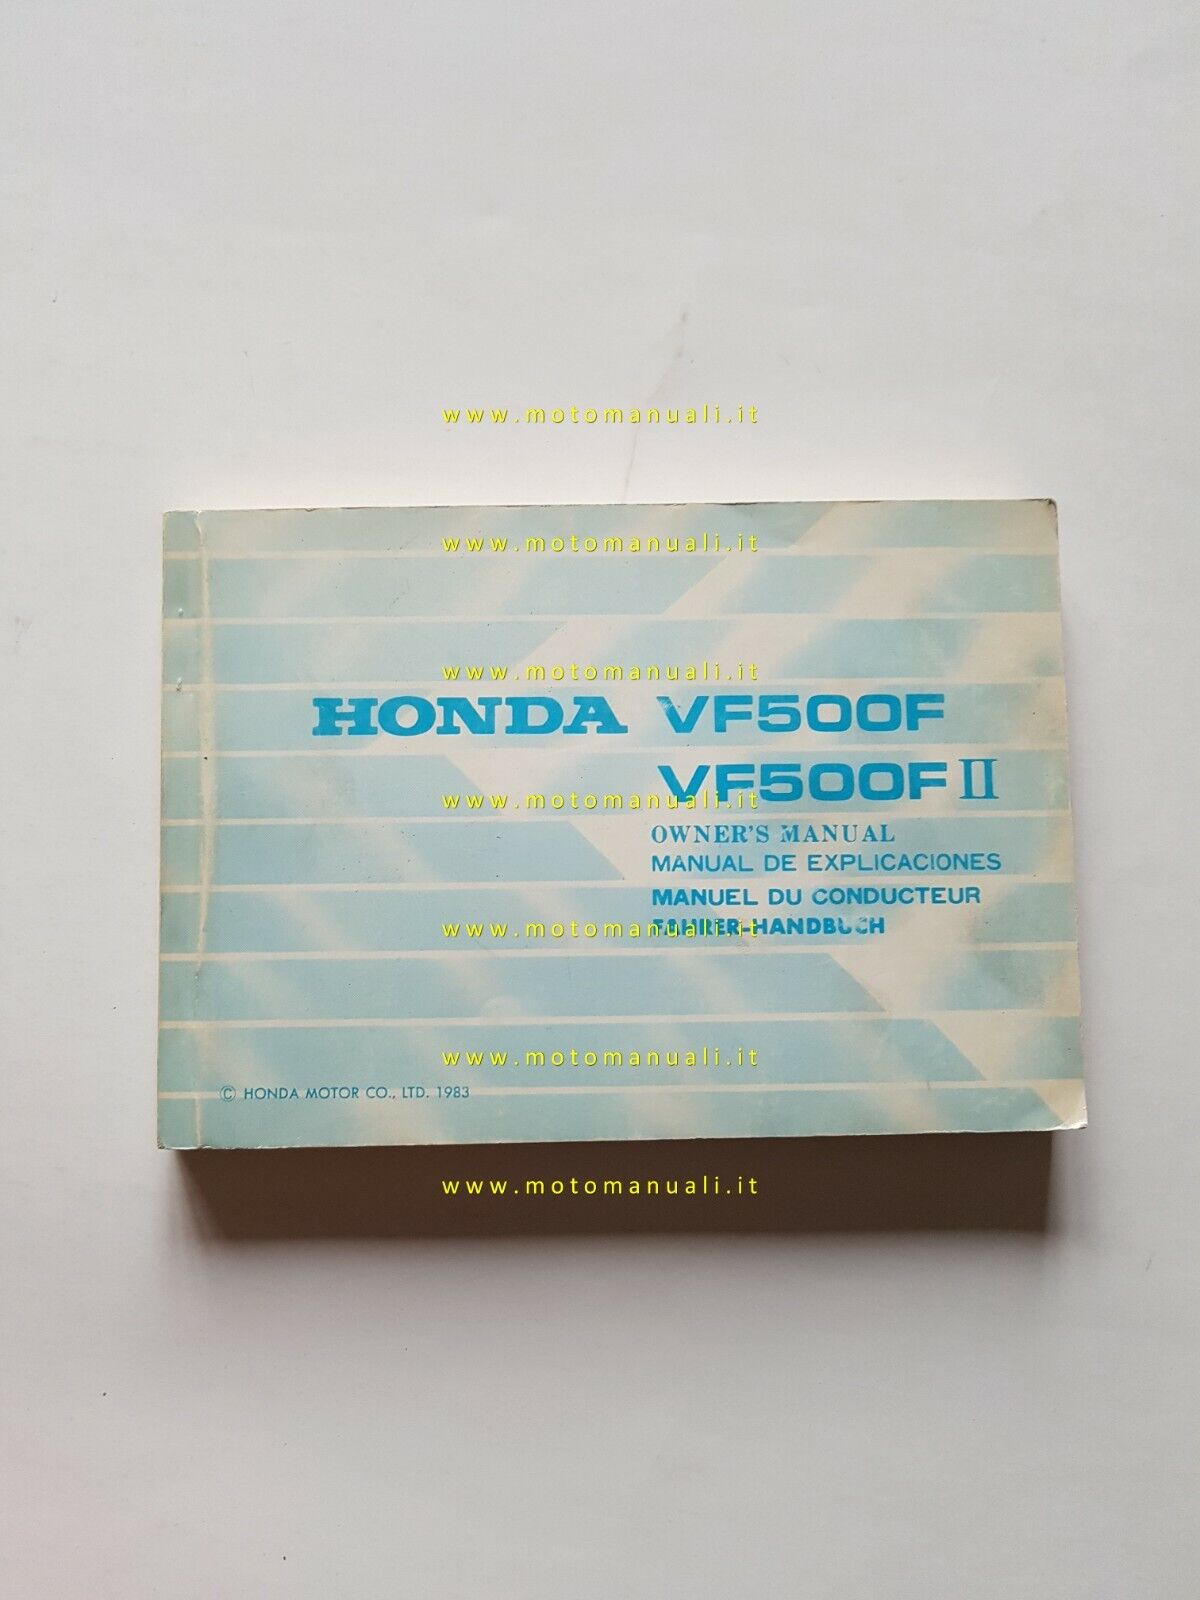 www.motomanuali.it
www.motomanuali.it
www.motomanuali.it
HONDA VF500F
VF500F II
www.motomanuali.it
OWNER'S MANUAL
MANUAL DE EXPLICACIONES
MANUEL DU CONDUCTEUR
FAHRER-HANDBUCH
www.motomanuali.it
www.motomanuali.it
© HONDA MOTOR CO., LTD. 1983
www.motomanuali.it